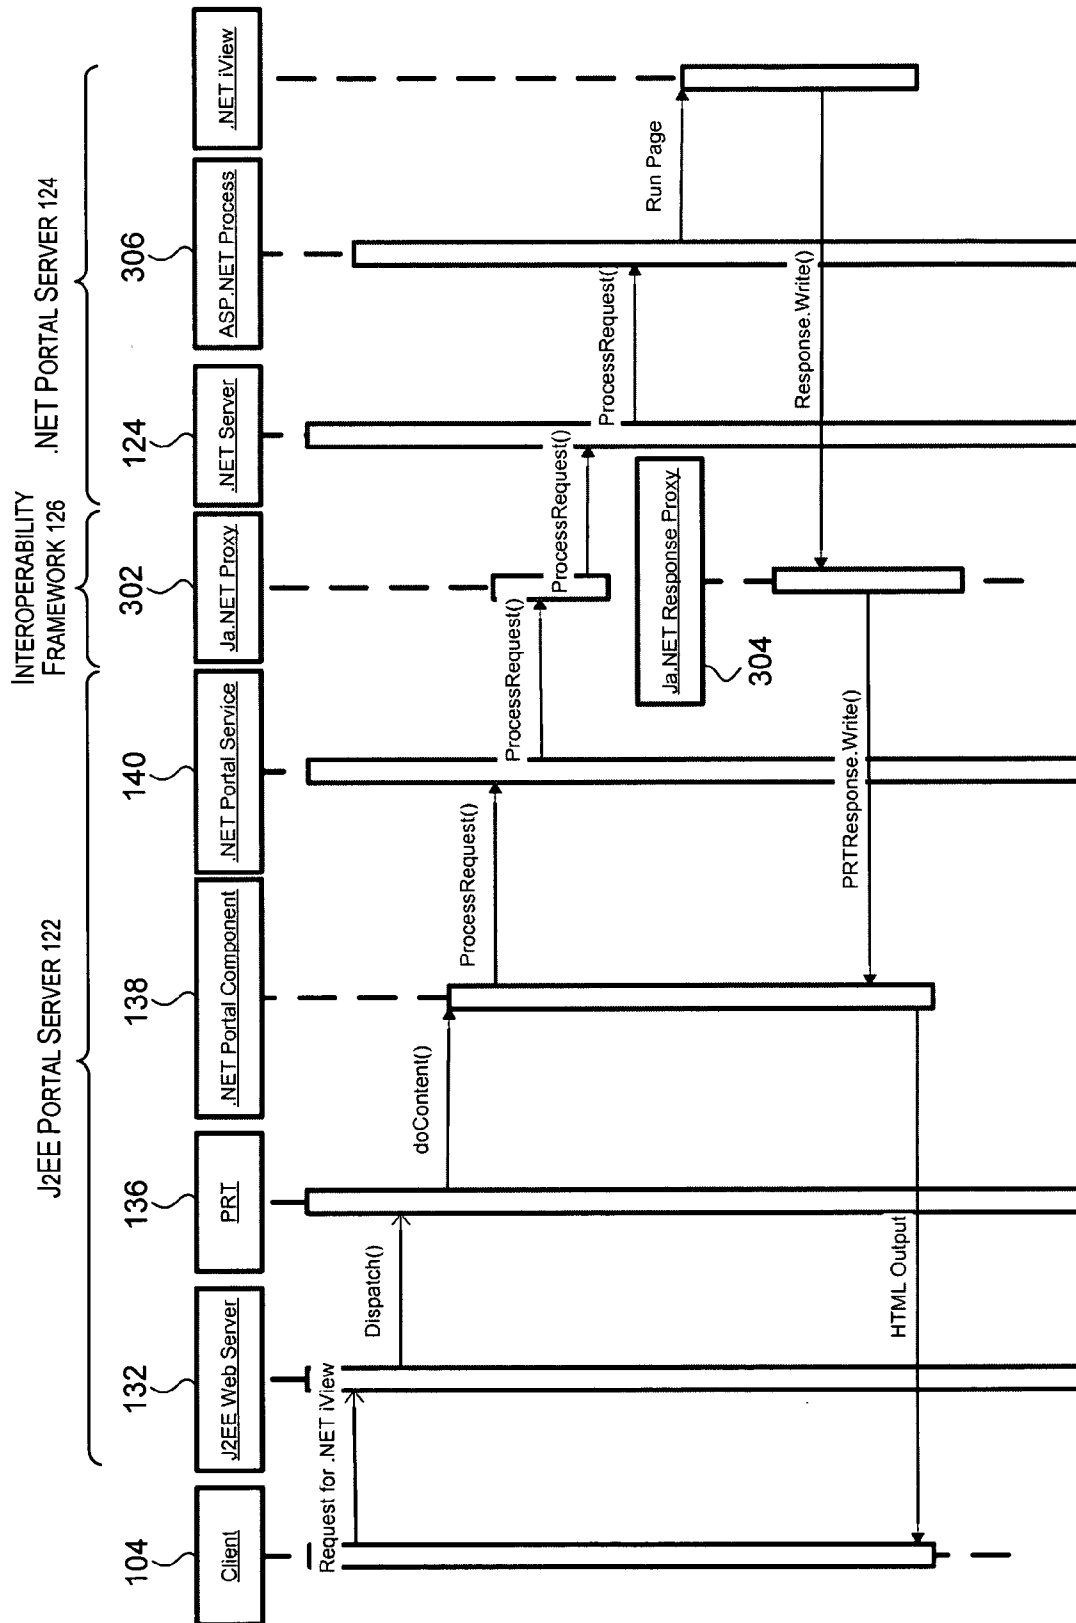 J2EE PORTAL SERVER 122
INTEROPERABILITY
FRAMEWORK 126
.NET PORTAL SERVER 124
104
132
136
138
140
302
124
306
Client
J2EE Web Server
PRT
.NET Portal Component
.NET Portal Service
Ja.NET Proxy
.NET Server
ASP.NET Process
.NET iView
Request for .NET iView
Dispatch()
doContent()
ProcessRequest()
ProcessRequest()
ProcessRequest()
ProcessRequest()
Run Page
Ja.NET Response Proxy
304
Response.Write()
PRTResponse.Write()
HTML Output